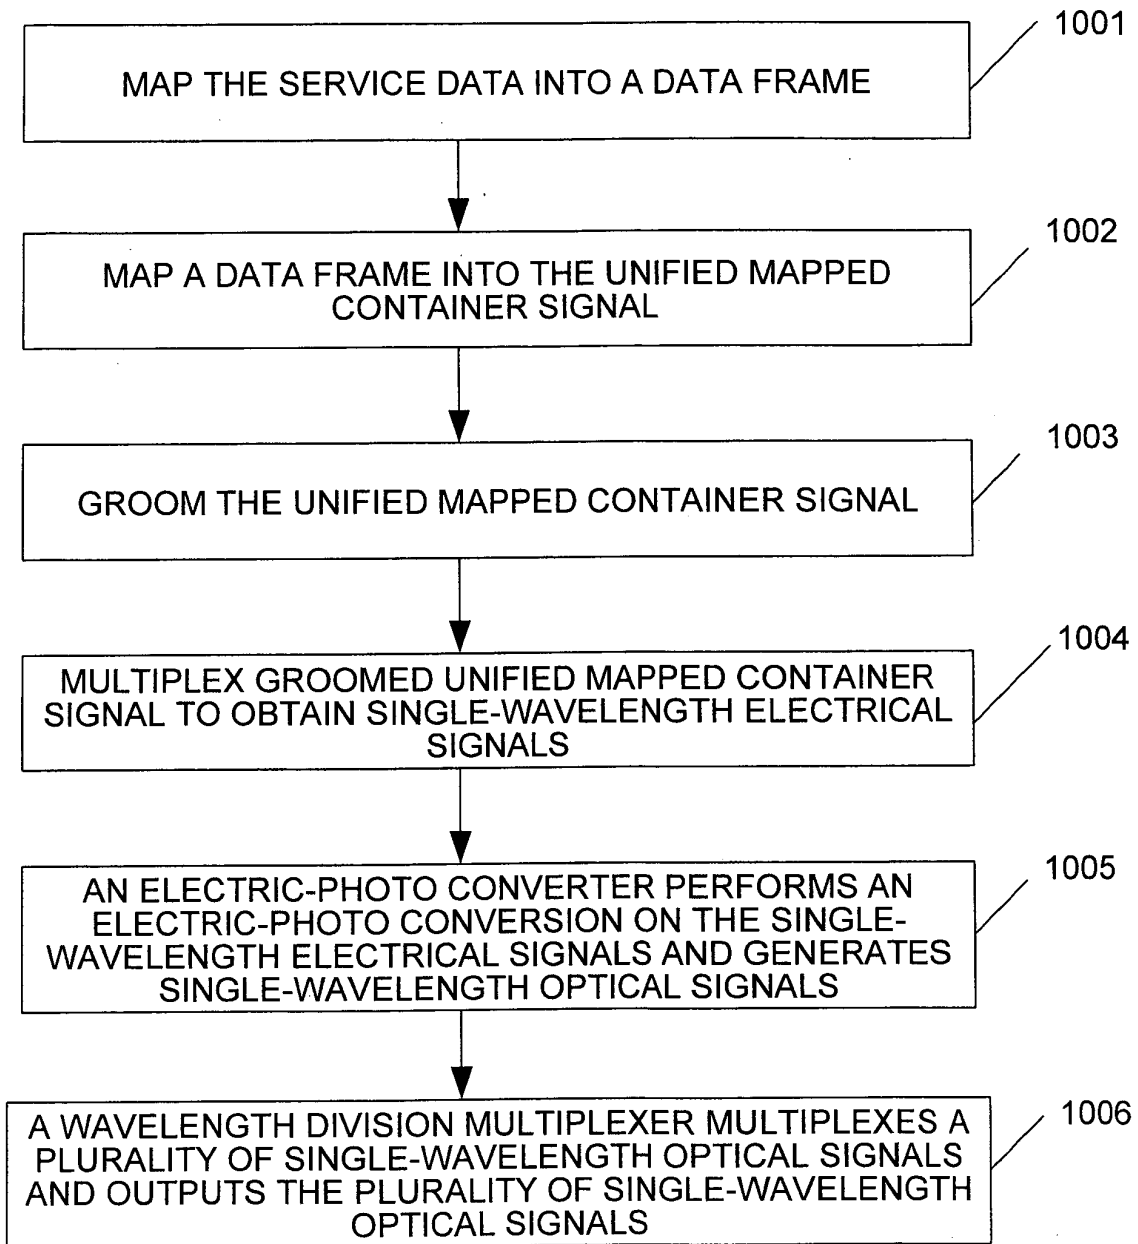 1001
MAP THE SERVICE DATA INTO A DATA FRAME
1002
MAP A DATA FRAME INTO THE UNIFIED MAPPED
CONTAINER SIGNAL
1003
GROOM THE UNIFIED MAPPED CONTAINER SIGNAL
1004
MULTIPLEX GROOMED UNIFIED MAPPED CONTAINER
SIGNAL TO OBTAIN SINGLE-WAVELENGTH ELECTRICAL
SIGNALS
1005
AN ELECTRIC-PHOTO CONVERTER PERFORMS AN
ELECTRIC-PHOTO CONVERSION ON THE SINGLE-
WAVELENGTH ELECTRICAL SIGNALS AND GENERATES
SINGLE-WAVELENGTH OPTICAL SIGNALS
1006
A WAVELENGTH DIVISION MULTIPLEXER MULTIPLEXES A
PLURALITY OF SINGLE-WAVELENGTH OPTICAL SIGNALS
AND OUTPUTS THE PLURALITY OF SINGLE-WAVELENGTH
OPTICAL SIGNALS